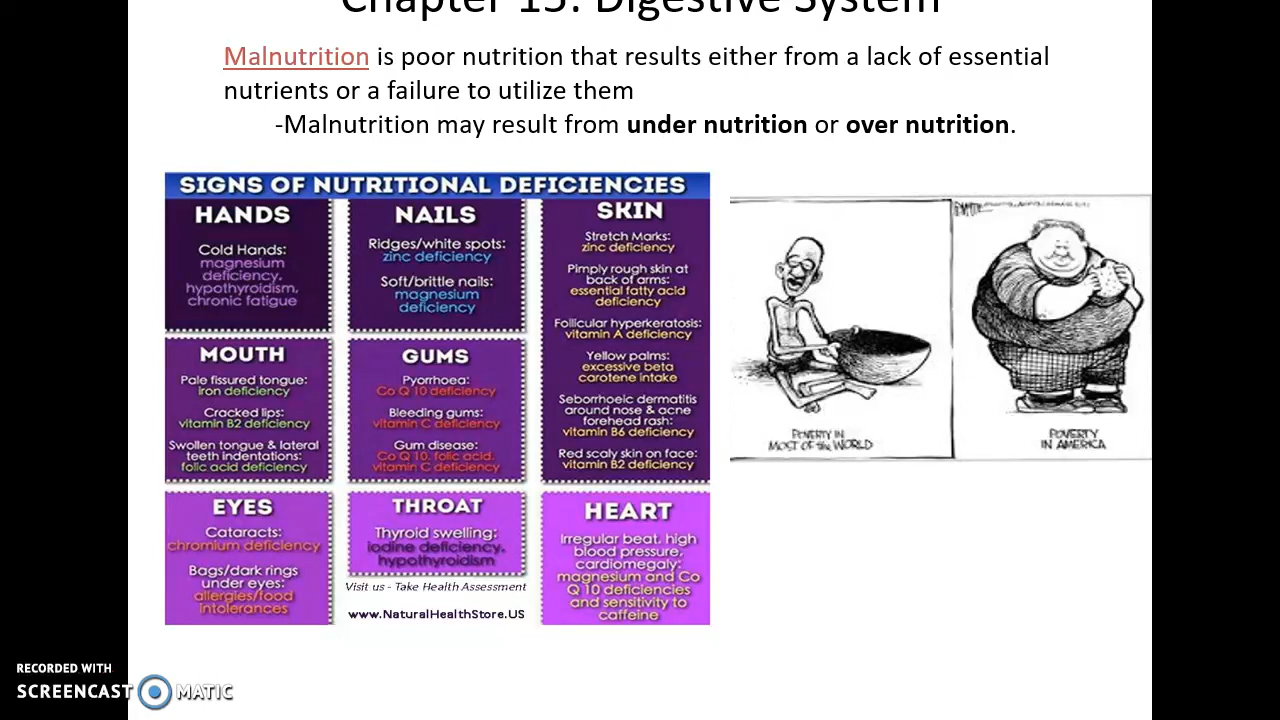 Chapter 15: Digestive System
Malnutrition is poor nutrition that results either from a lack of essential
nutrients or a failure to utilize them
-Malnutrition may result from under nutrition or over nutrition.
SIGNS OF NUTRITIONAL DEFICIENCIES
HANDS
Cold Hands:
magnesium
deficiency,
hypothyroidism,
chronic fatigue
NAILS
Ridges/white spots:
zinc deficiency
Soft/brittle nails:
magnesium
deficiency
SKIN
Stretch Marks:
zinc deficiency
Pimply rough skin at
back of arms:
essential fatty acid
deficiency
Follicular hyperkeratosis:
vitamin A deficiency
Yellow palms:
excessive beta
carotene intake
Seborrhoeic dermatitis
around nose & acne
forehead rash:
vitamin B6 deficiency
Red scaly skin on face:
vitamin B2 deficiency
MOUTH
Pale fissured tongue:
iron deficiency
Cracked lips:
vitamin B2 deficiency
Swollen tongue & lateral
teeth indentations:
folic acid deficiency
GUMS
Pyorrhoea:
Co Q 10 deficiency
Bleeding gums:
vitamin C deficiency
Gum disease:
Co Q 10, folic acid,
vitamin C deficiency
EYES
Cataracts:
chromium deficiency
Bags/dark rings
under eyes:
allergies/food
intolerances
THROAT
Thyroid swelling:
iodine deficiency,
hypothyroidism
HEART
Irregular beat, high
blood pressure,
cardiomegaly:
magnesium and Co
Q 10 deficiencies
and sensitivity to
caffeine
Visit us - Take Health Assessment
www.NaturalHealthStore.US
POVERTY IN
MOST OF the WORLD
POVERTY
IN AMERICA
RECORDED WITH
SCREENCAST MATIC